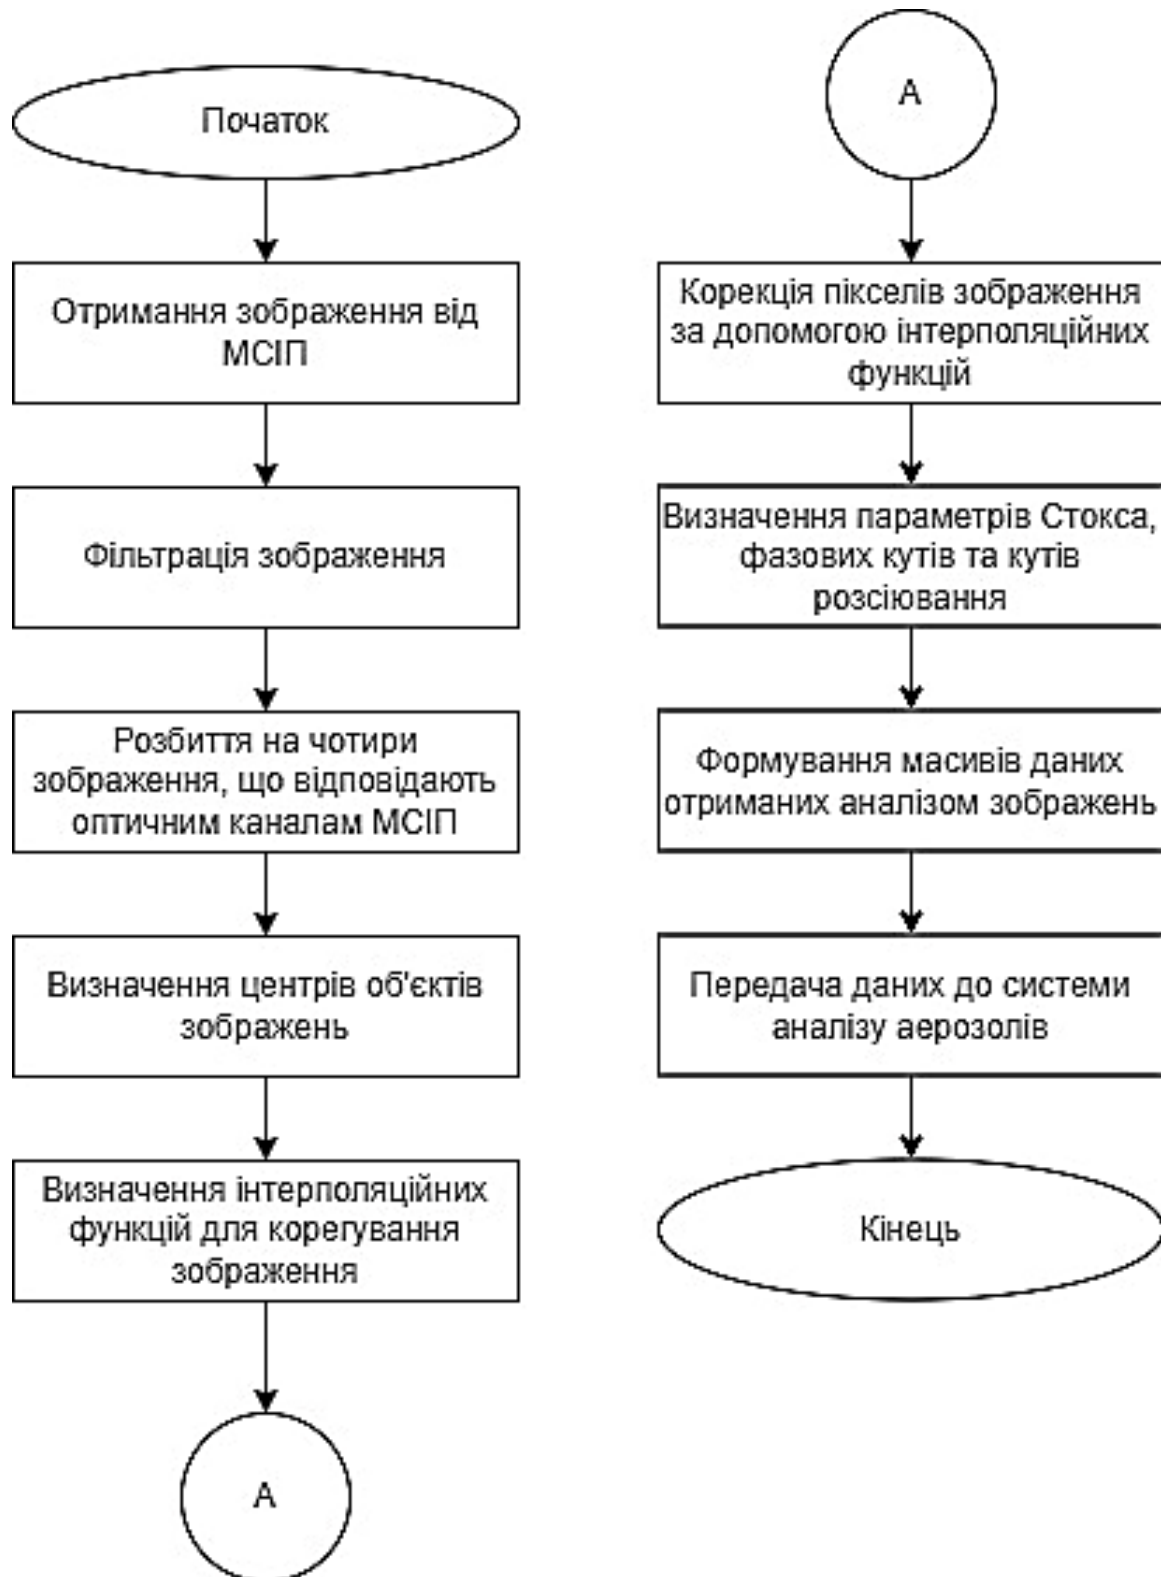 Початок
Отримання зображення від
МСІП
Фільтрація зображення
Розбиття на чотири
зображення, що відповідають
оптичним каналам МСІП
Визначення центрів об'єктів
зображень
Визначення інтерполяційних
функцій для корегування
зображення
А
А
Корекція пікселів зображення
за допомогою інтерполяційних
функцій
Визначення параметрів Стокса,
фазових кутів та кутів
розсіювання
Формування масивів даних
отриманих аналізом зображень
Передача даних до системи
аналізу аерозолів
Кінець